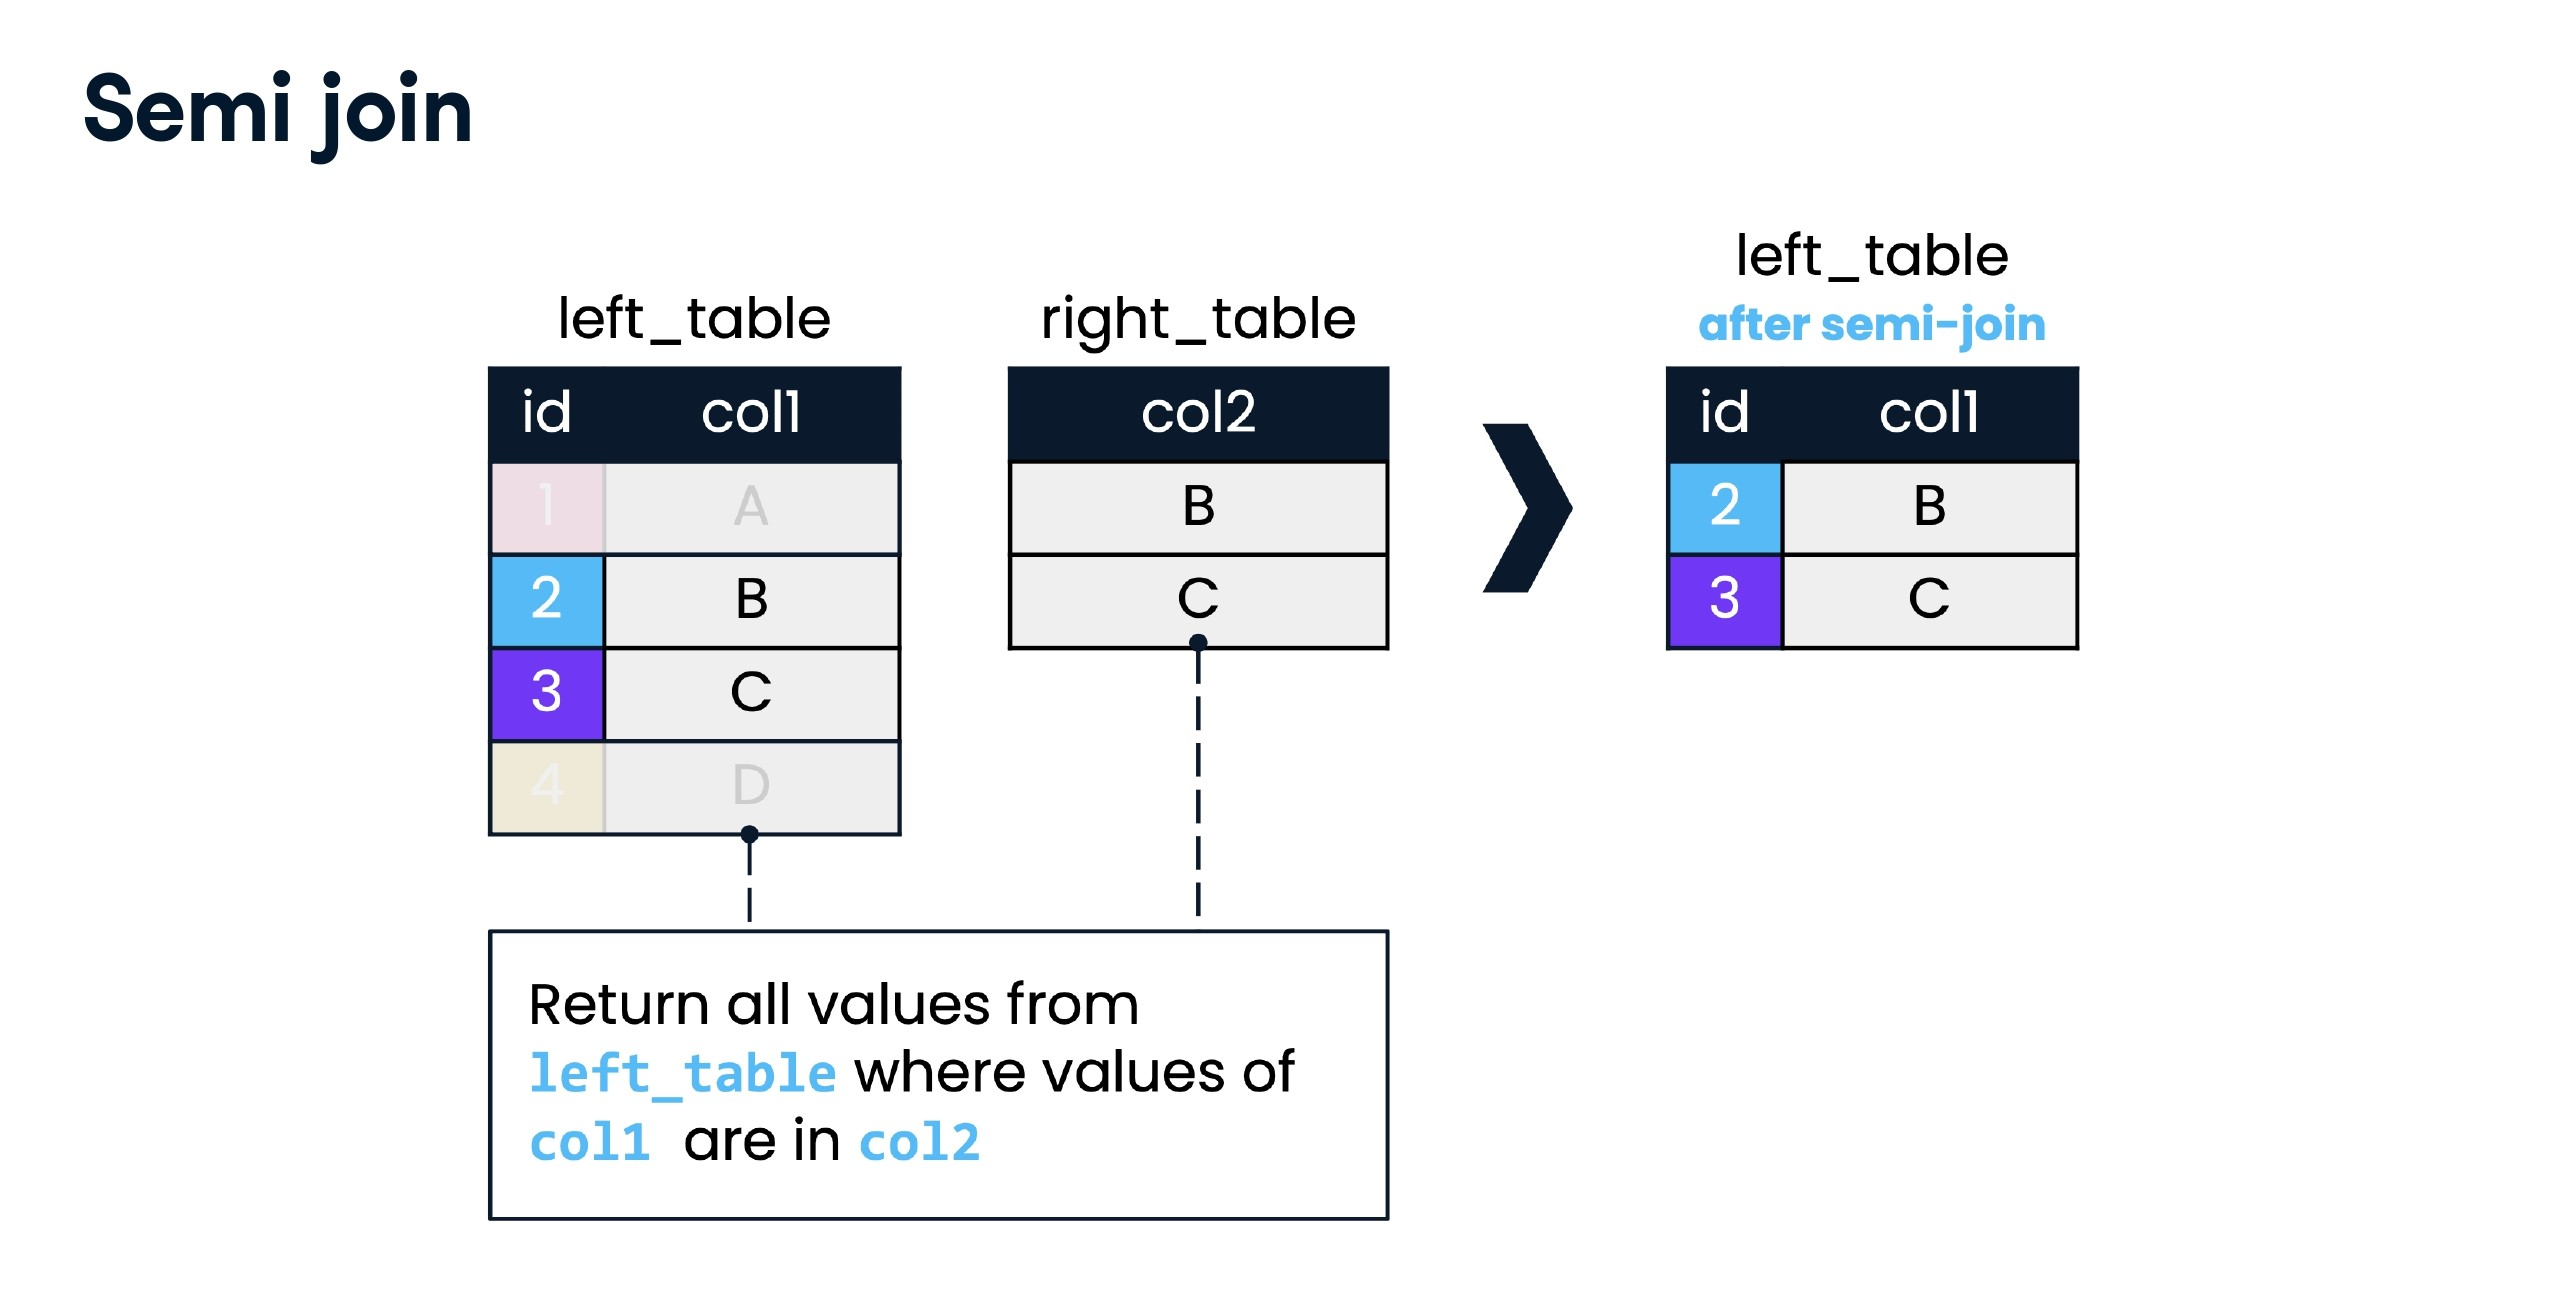 Semi join
left_table
after semi-join
left_table right_table
id col1 col2 id col1
1 A B 2 B
2 B C 3 C
3 C
4 D
Return all values from
left_table where values of
col1 are in col2